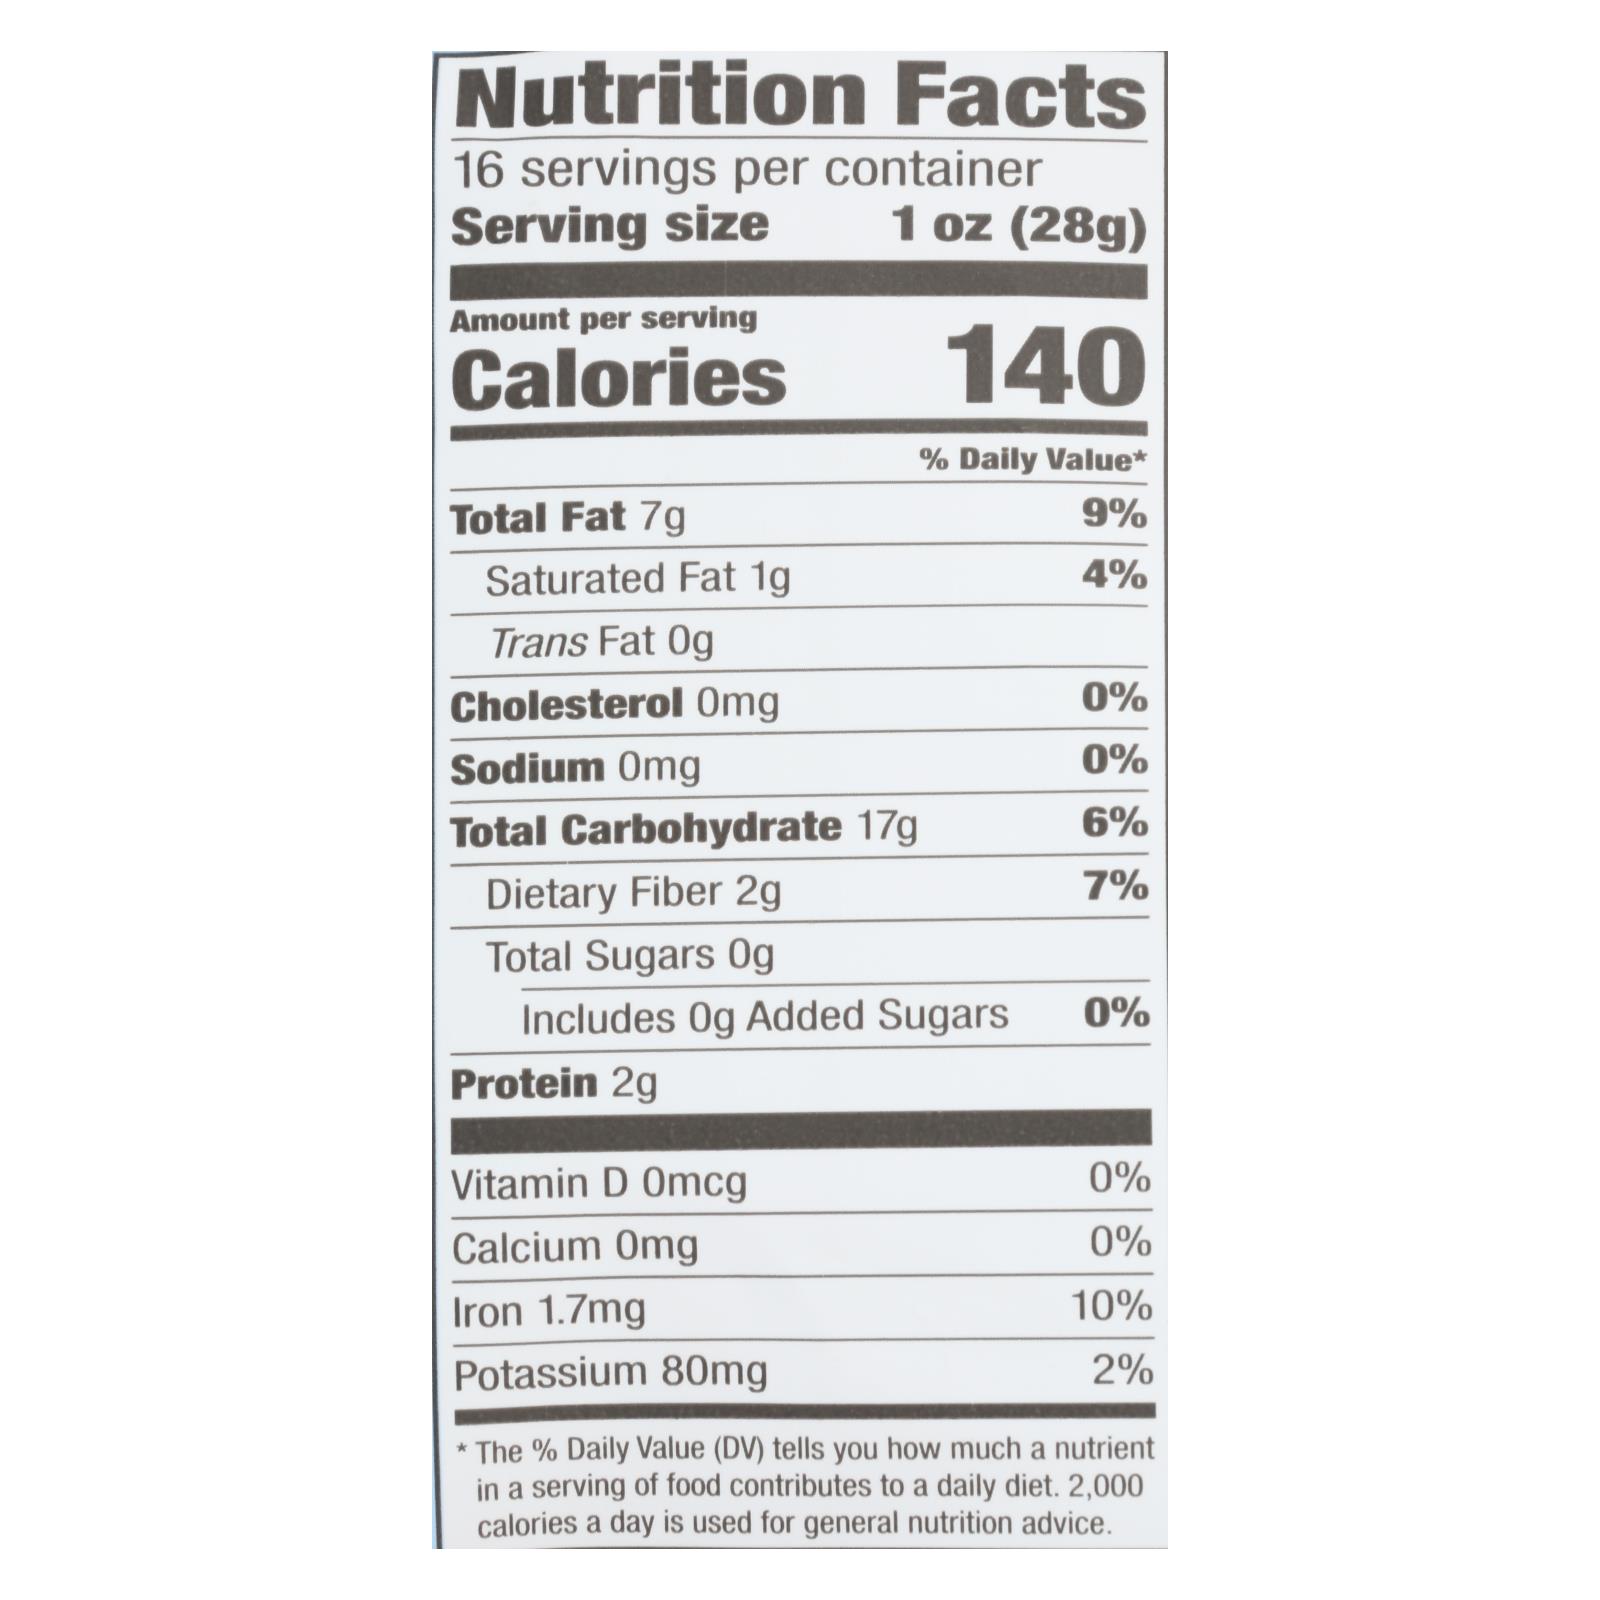 Nutrition Facts
16 servings per container
Serving size 1 oz (28g)
Amount per serving
Calories 140
% Daily Value*
Total Fat 7g 9%
Saturated Fat 1g 4%
Trans Fat 0g
Cholesterol 0mg 0%
Sodium 0mg 0%
Total Carbohydrate 17g 6%
Dietary Fiber 2g 7%
Total Sugars 0g
Includes 0g Added Sugars 0%
Protein 2g
Vitamin D 0mcg 0%
Calcium 0mg 0%
Iron 1.7mg 10%
Potassium 80mg 2%
* The % Daily Value (DV) tells you how much a nutrient
in a serving of food contributes to a daily diet. 2,000
calories a day is used for general nutrition advice.